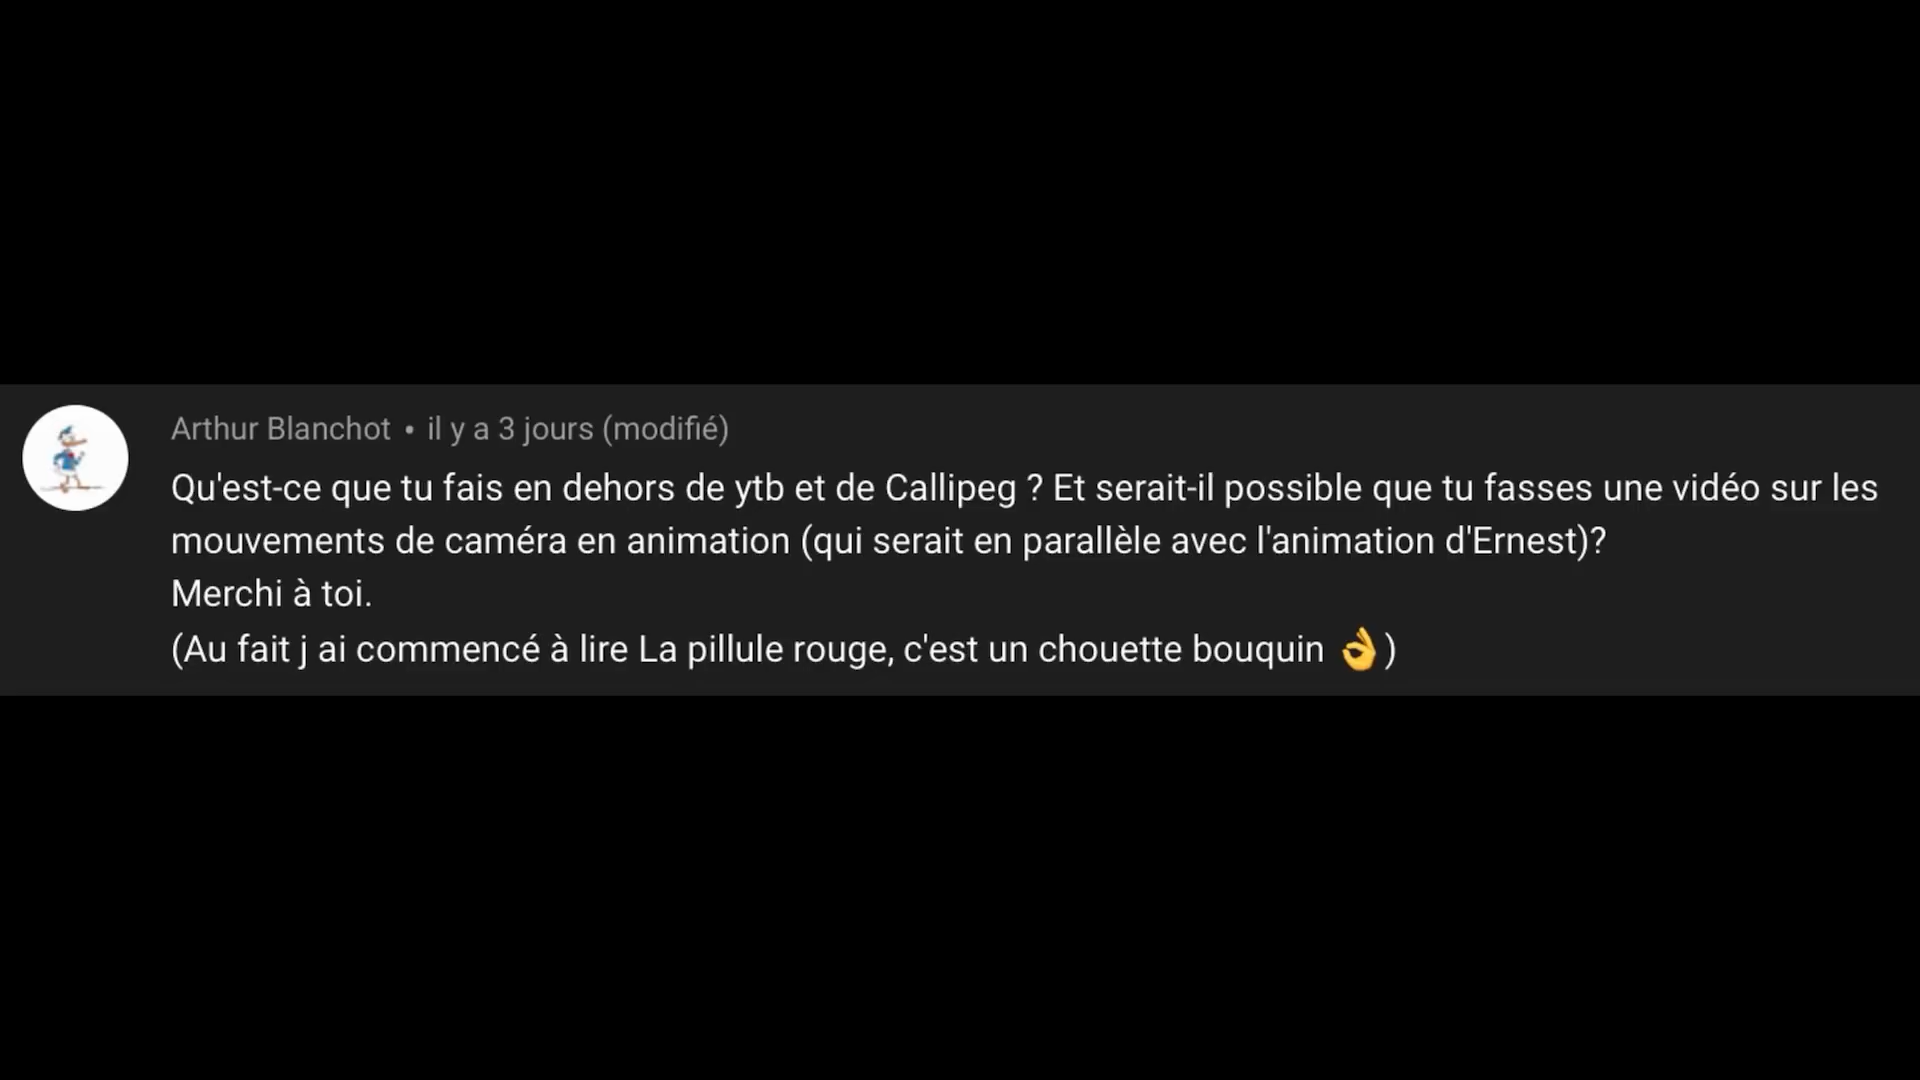 Arthur Blanchot • il y a 3 jours (modifié)
Qu'est-ce que tu fais en dehors de ytb et de Callipeg ? Et serait-il possible que tu fasses une vidéo sur les
mouvements de caméra en animation (qui serait en parallèle avec l'animation d'Ernest)?
Merchi à toi.
(Au fait j ai commencé à lire La pillule rouge, c'est un chouette bouquin 👌)